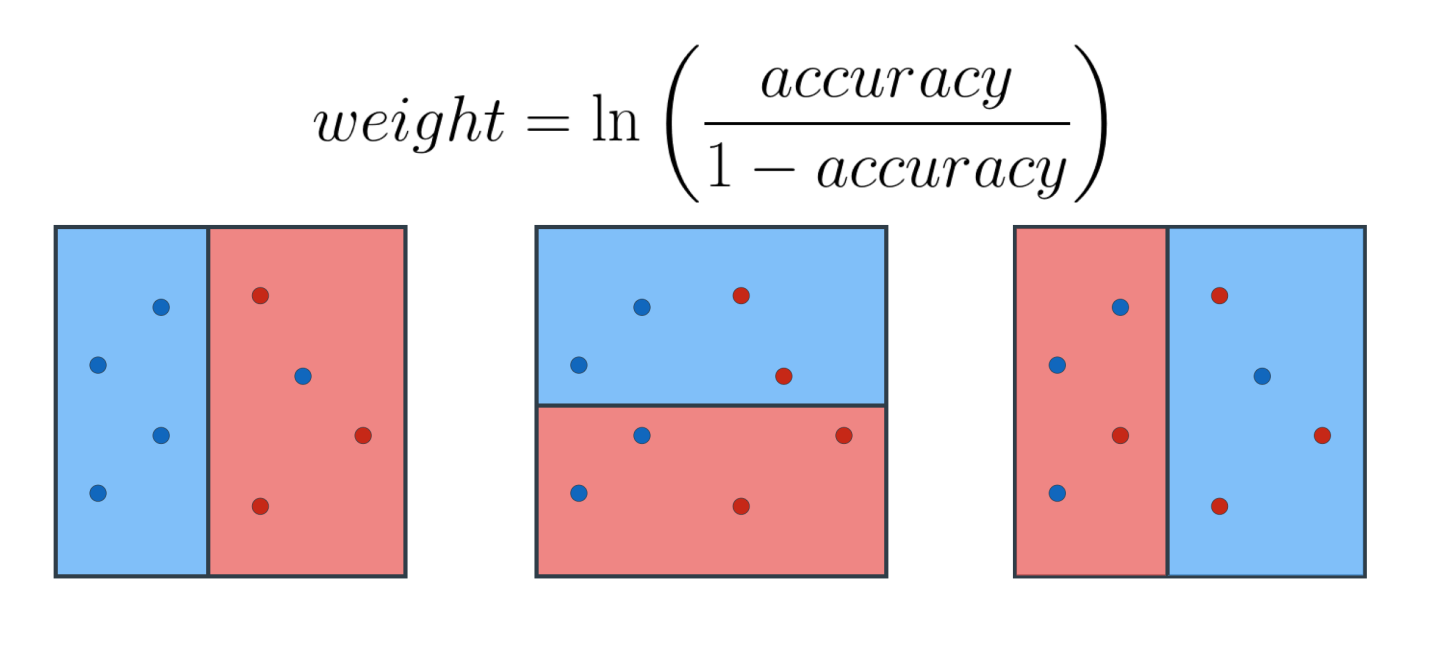 weight = ln(accuracy / 1 − accuracy)